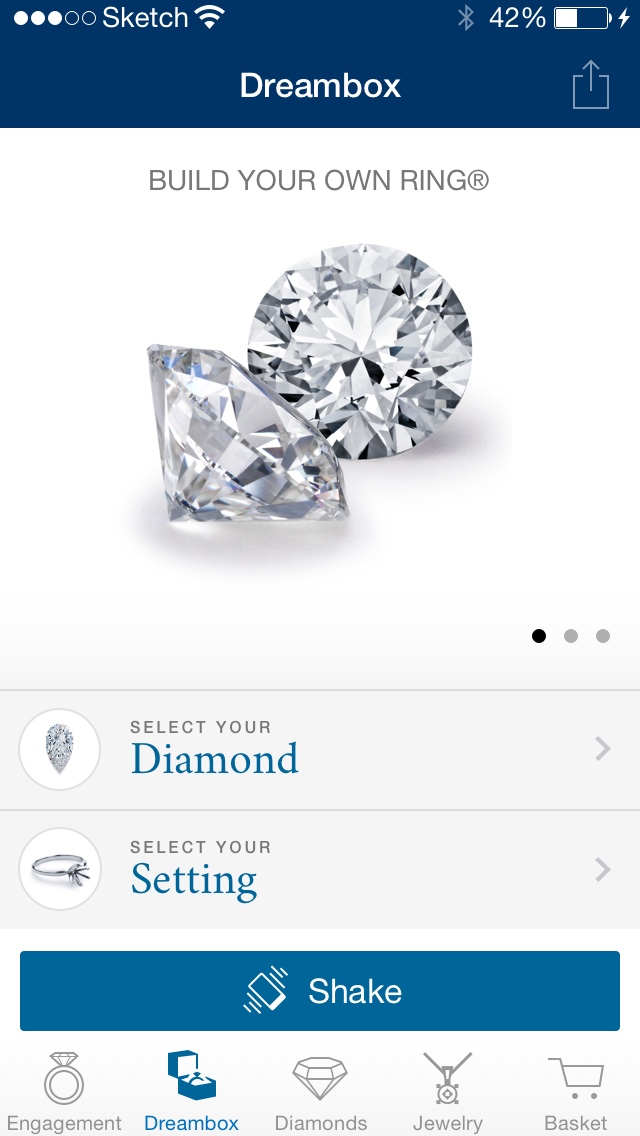 Sketch 42%
Dreambox
BUILD YOUR OWN RING®
SELECT YOUR
Diamond
SELECT YOUR
Setting
Shake
Engagement Dreambox Diamonds Jewelry Basket